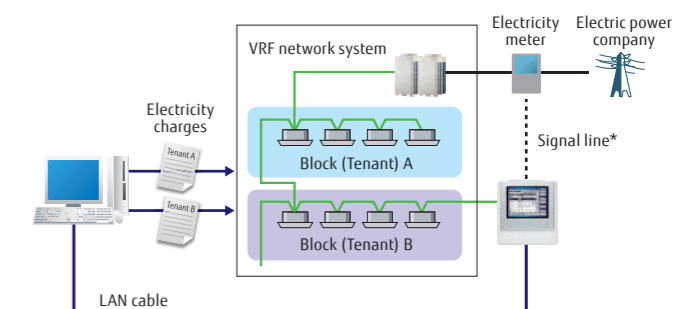 Electricity
meter
Electric power
company
VRF network system
Electricity
charges
Tenant A
Block (Tenant) A
Signal line*
Tenant B
Block (Tenant) B
LAN cable